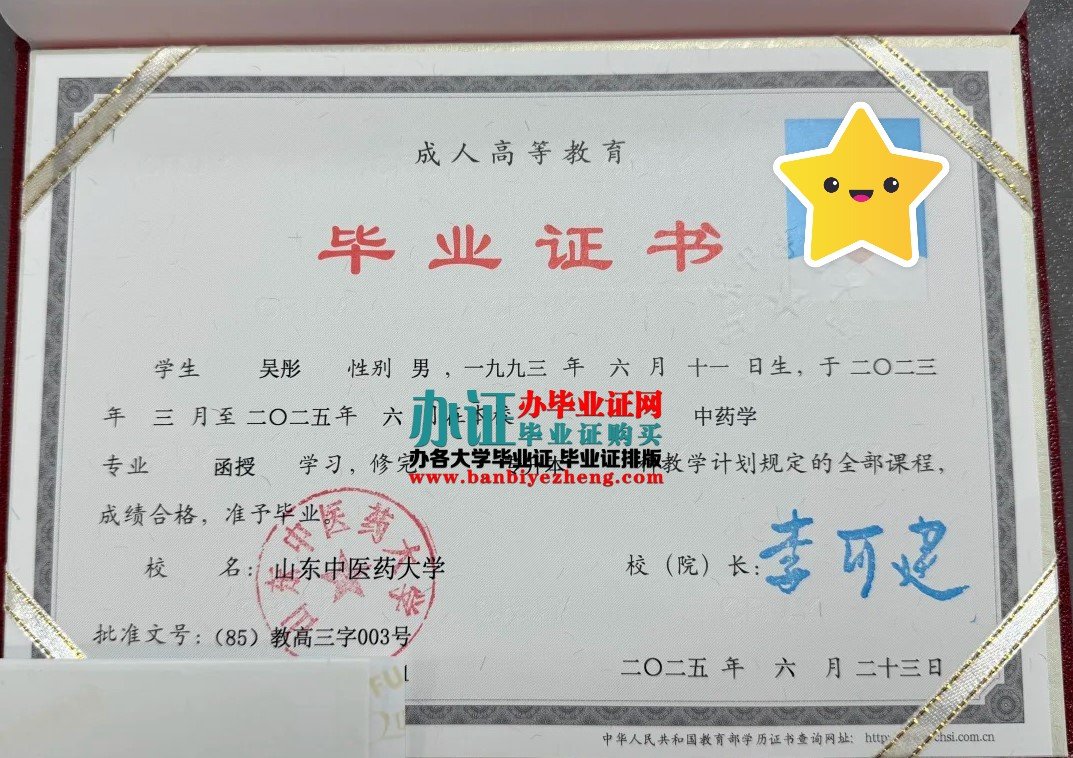 成人高等教育
毕业证书
学生 吴彤 性别 男 ，一九九三 年 六 月 十一 日生，于 二〇二三
年 三 月至 二〇二五 年 六 中药学
办证 办毕业证网
毕业证购买
办各大学毕业证 毕业证排版
www.banbiyezheng.com
专业 函授 学习，修完 教学计划规定的全部课程，
成绩合格，准予毕业。
山东中医药大学
校 名：山东中医药大学 校（院）长：李可建
批准文号：（85）教高三字003号
二〇二五 年 六 月 二十三日
中华人民共和国教育部学历证书查询网址： chsi.com.cn